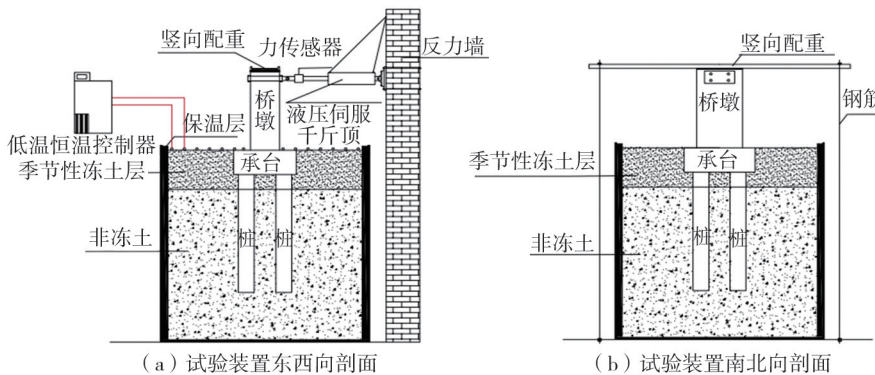 竖向配重
力传感器
反力墙
桥
墩
液压伺服
千斤顶
保温层
低温恒温控制器
季节性冻土层
承台
非冻土
桩
桩
(a)试验装置东西向剖面
竖向配重
桥墩
钢筋
季节性冻土层
承台
非冻土
桩
桩
(b)试验装置南北向剖面